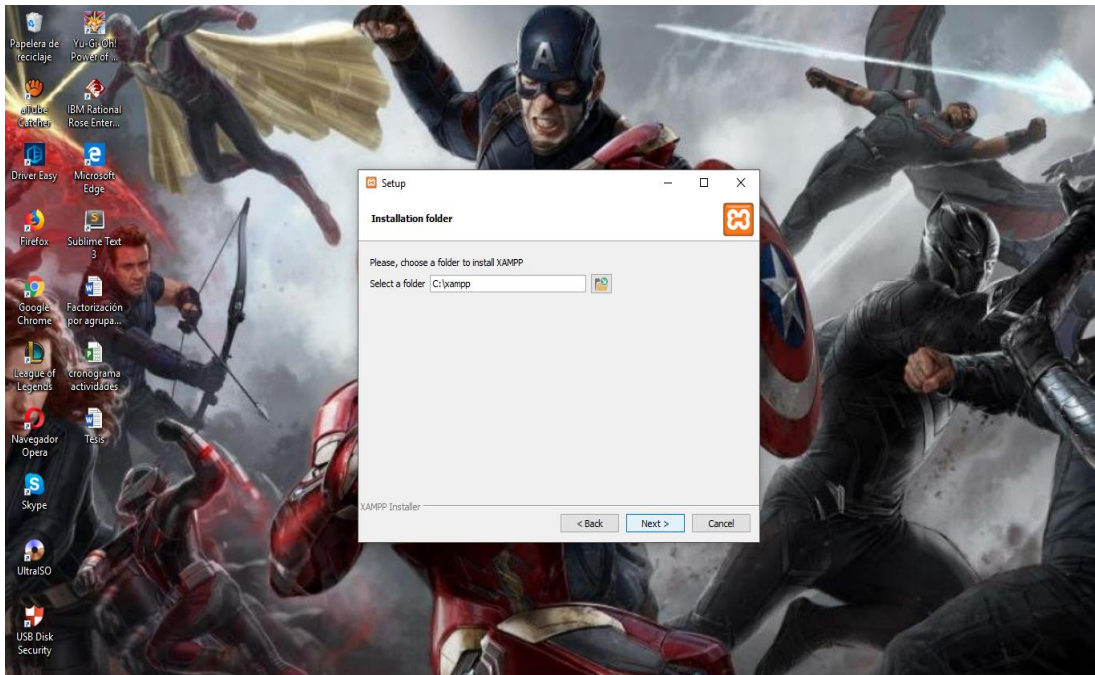 Papelera de
reciclaje
Yu-Gi-Oh!
Power of ...
aTube
Catcher
IBM Rational
Rose Enter...
Driver Easy
Microsoft
Edge
Firefox
Sublime Text
3
Google
Chrome
Factorización
por agrupa...
League of
Legends
cronograma
actividades
Navegador
Opera
Tesis
Skype
UltraISO
USB Disk
Security
A
Setup
Installation folder
Please, choose a folder to install XAMPP
Select a folder C:\xampp
XAMPP Installer
< Back Next > Cancel